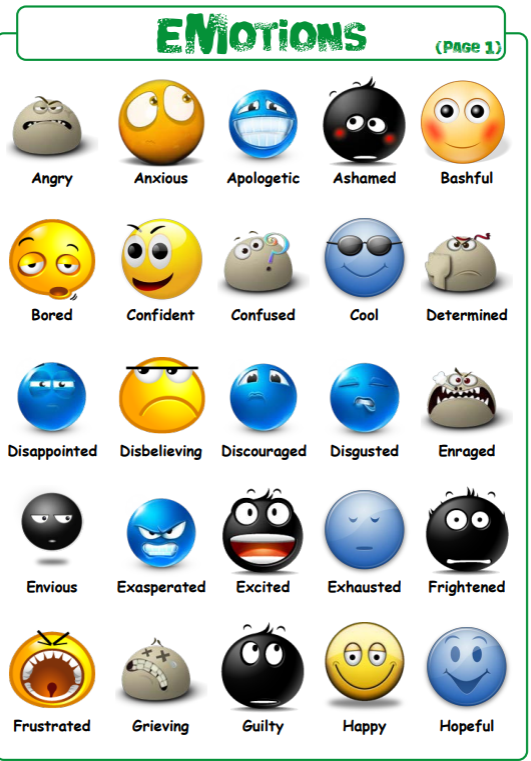 EMOTIONS
(PAGE 1)
Angry Anxious Apologetic Ashamed Bashful
Bored Confident Confused Cool Determined
Disappointed Disbelieving Discouraged Disgusted Enraged
Envious Exasperated Excited Exhausted Frightened
Frustrated Grieving Guilty Happy Hopeful